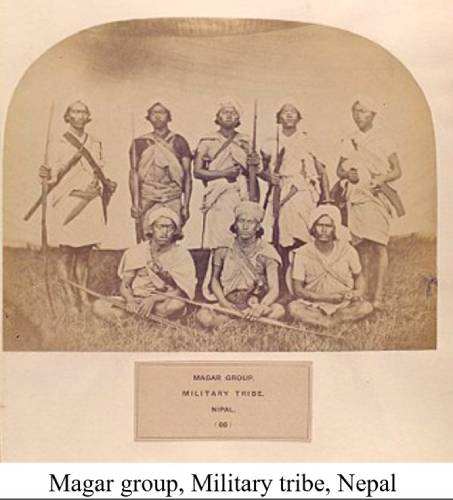 MAGAR GROUP.
MILITARY TRIBE.
NIPAL.
(66)
Magar group, Military tribe, Nepal